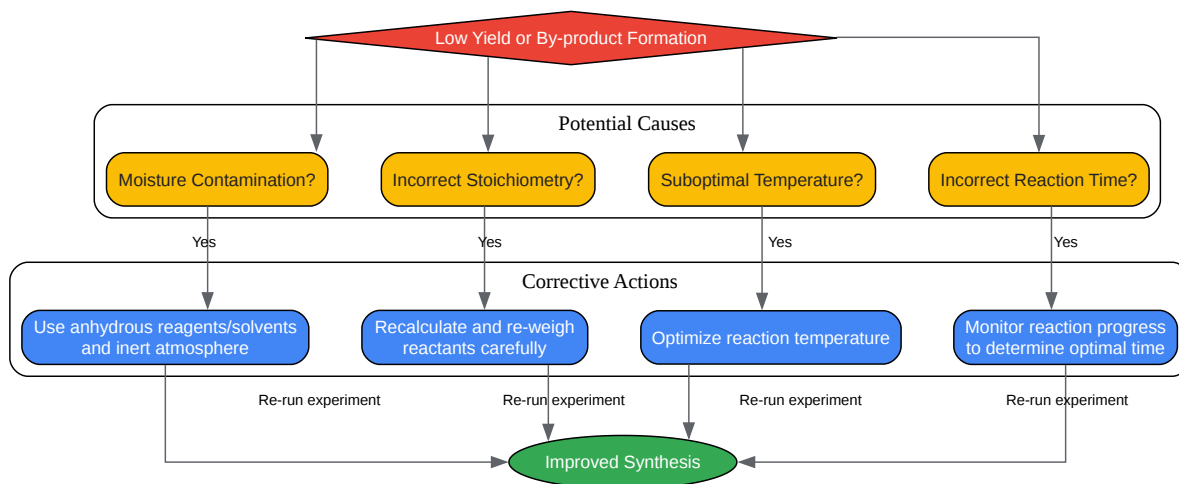 Low Yield or By-product Formation
Potential Causes
Moisture Contamination?
Incorrect Stoichiometry?
Suboptimal Temperature?
Incorrect Reaction Time?
Yes
Yes
Yes
Yes
Corrective Actions
Use anhydrous reagents/solvents
and inert atmosphere
Recalculate and re-weigh
reactants carefully
Optimize reaction temperature
Monitor reaction progress
to determine optimal time
Re-run experiment
Re-run experiment
Re-run experiment
Re-run experiment
Improved Synthesis